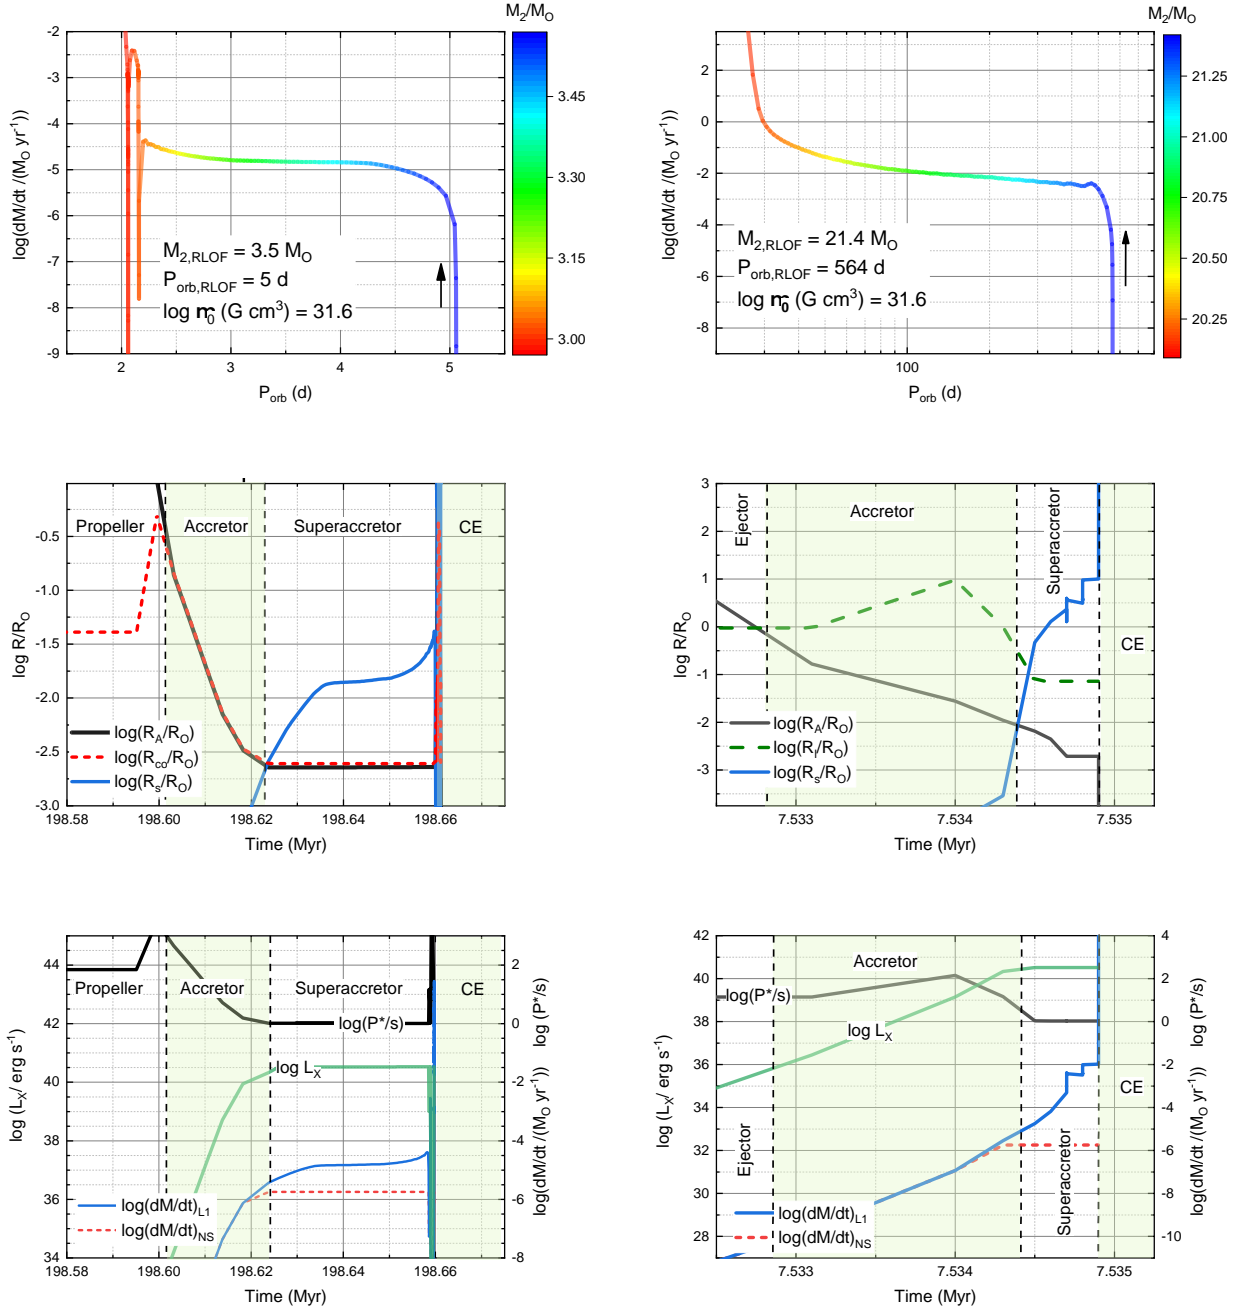 M2/MO
-2
-3
-4
-5
-6
-7
-8
-9
log(dM/dt /(MO yr-1))
3.45
3.30
3.15
3.00
M2,RLOF = 3.5 MO
Porb,RLOF = 5 d
log (G cm3) = 31.6
2
3
4
5
Porb (d)
M2/MO
2
0
-2
-4
-6
-8
log(dM/dt /(MO yr-1))
21.25
21.00
20.75
20.50
20.25
M2,RLOF = 21.4 MO
Porb,RLOF = 564 d
log (G cm3) = 31.6
100
Porb (d)
-0.5
-1.0
-1.5
-2.0
-2.5
-3.0
log R/RO
Propeller
Accretor
Superaccretor
CE
log(RA/RO)
log(Rco/RO)
log(Rs/RO)
198.58
198.60
198.62
198.64
198.66
Time (Myr)
3
2
1
0
-1
-2
-3
log R/RO
Ejector
Accretor
Superaccretor
CE
log(RA/RO)
log(Rl/RO)
log(Rs/RO)
7.533
7.534
7.535
Time (Myr)
44
42
40
38
36
34
log (LX/ erg s-1)
Propeller
Accretor
Superaccretor
CE
log(P*/s)
log LX
log(dM/dt)L1
log(dM/dt)NS
2
0
-2
-4
-6
-8
log (P*/s)
log(dM/dt /(MO yr-1))
198.58
198.60
198.62
198.64
198.66
Time (Myr)
42
40
38
36
34
32
30
28
log (LX/ erg s-1)
Accretor
log(P*/s)
log LX
CE
Ejector
Superaccretor
log(dM/dt)L1
log(dM/dt)NS
4
2
0
-2
-4
-6
-8
-10
log (P*/s)
log(dM/dt /(MO yr-1))
7.533
7.534
7.535
Time (Myr)